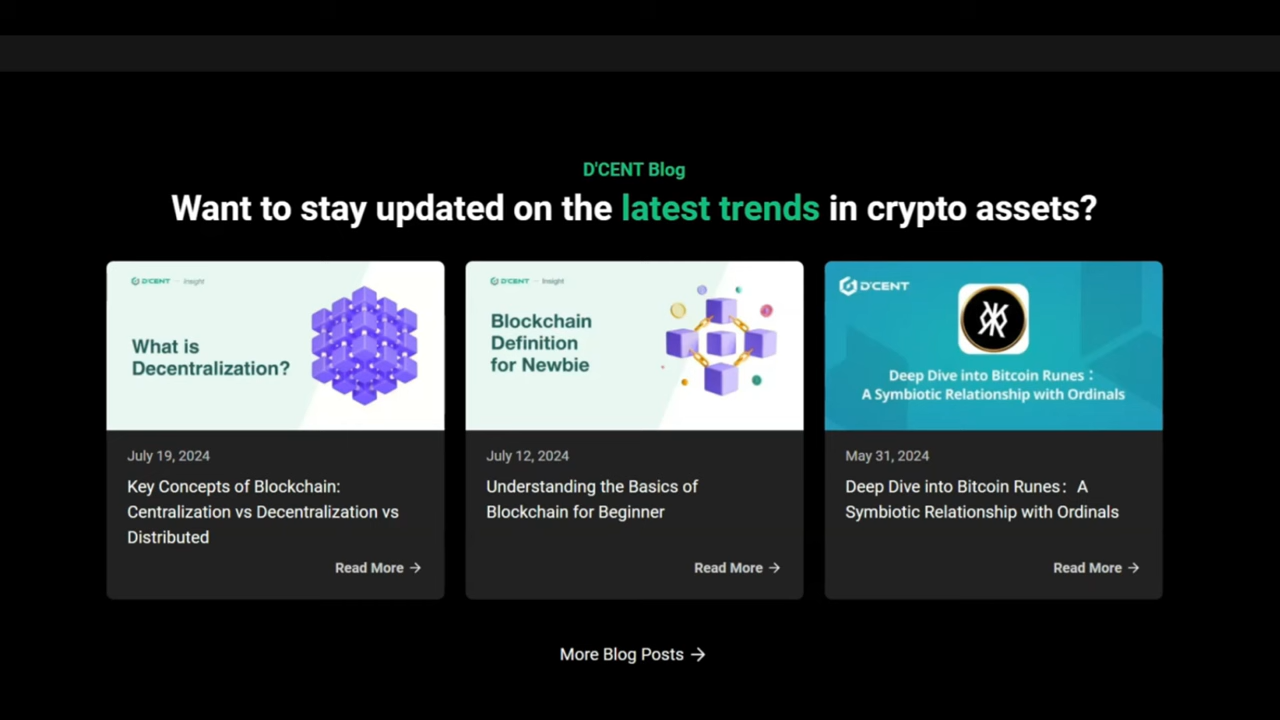 D'CENT Blog
Want to stay updated on the latest trends in crypto assets?
D'CENT — Insight
What is
Decentralization?
July 19, 2024
Key Concepts of Blockchain:
Centralization vs Decentralization vs
Distributed
Read More →
D'CENT — Insight
Blockchain
Definition
for Newbie
July 12, 2024
Understanding the Basics of
Blockchain for Beginner
Read More →
D'CENT
Deep Dive into Bitcoin Runes :
A Symbiotic Relationship with Ordinals
May 31, 2024
Deep Dive into Bitcoin Runes： A
Symbiotic Relationship with Ordinals
Read More →
More Blog Posts →